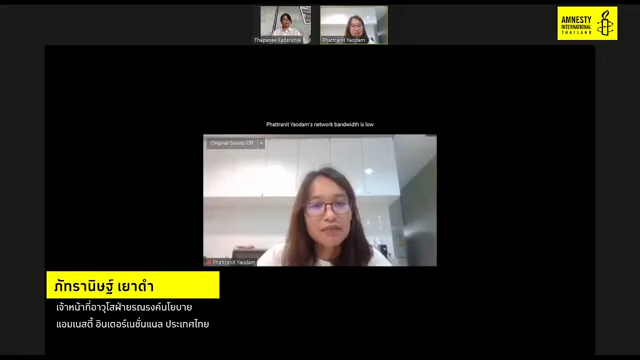 AMNESTY
INTERNATIONAL
THAILAND
Phattranit Yaodam
Phattranit Yaodam's network bandwidth is low
Original Sound: Off
Phattranit Yaodam
ภัทรานิษฐ์ เยาดำ
เจ้าหน้าที่อาวุโสฝ่ายรณรงค์นโยบาย
แอมเนสตี้ อินเตอร์เนชั่นแนล ประเทศไทย